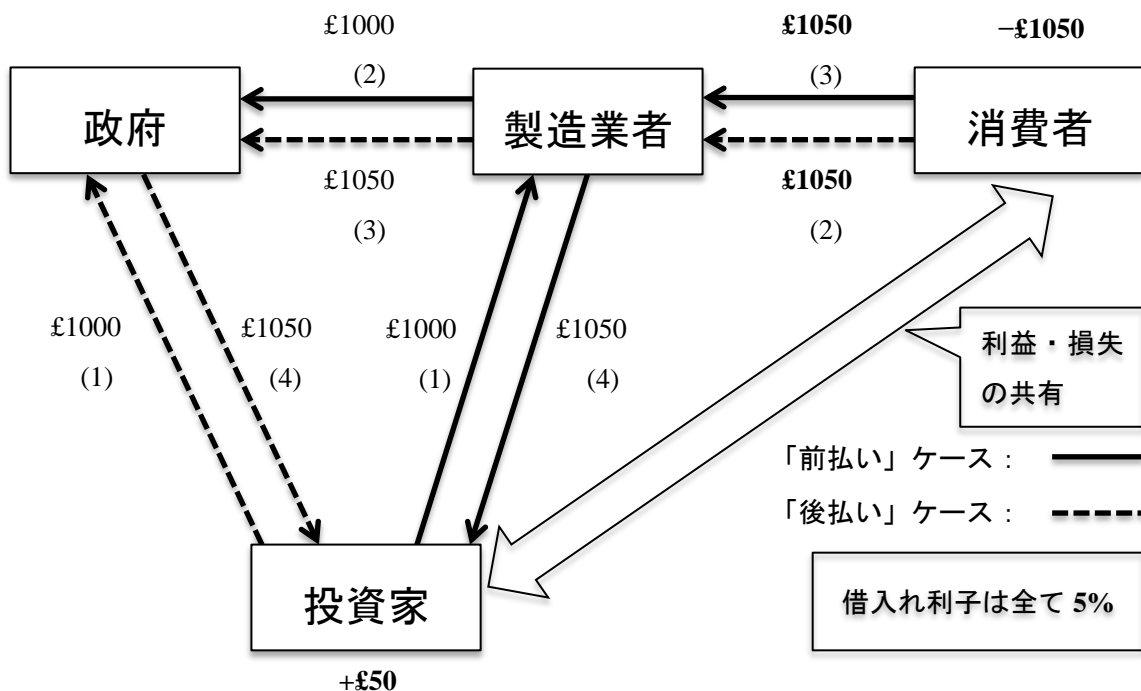 £1000
£1050
−£1050
(2)
(3)
政府
製造業者
消費者
£1050
£1050
(3)
(2)
£1000
£1050
£1000
£1050
(1)
(4)
(1)
(4)
利益・損失
の共有
「前払い」ケース：
「後払い」ケース：
投資家
借入れ利子は全て 5%
+£50